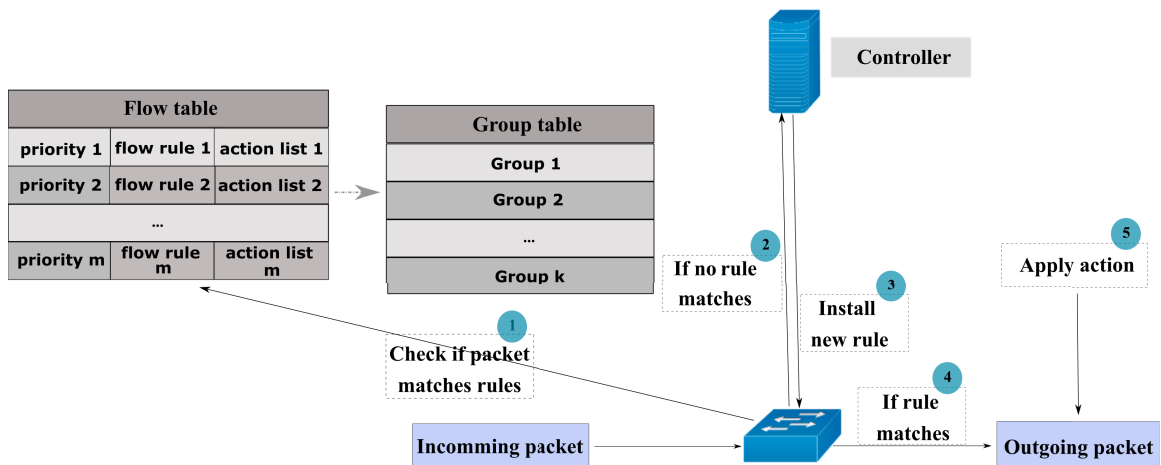 Controller
Flow table
priority 1 flow rule 1 action list 1
priority 2 flow rule 2 action list 2
...
priority m flow rule m action list m
Group table
Group 1
Group 2
...
Group k
1
Check if packet
matches rules
2
If no rule
matches
3
Install
new rule
4
If rule
matches
5
Apply action
Incomming packet
Outgoing packet